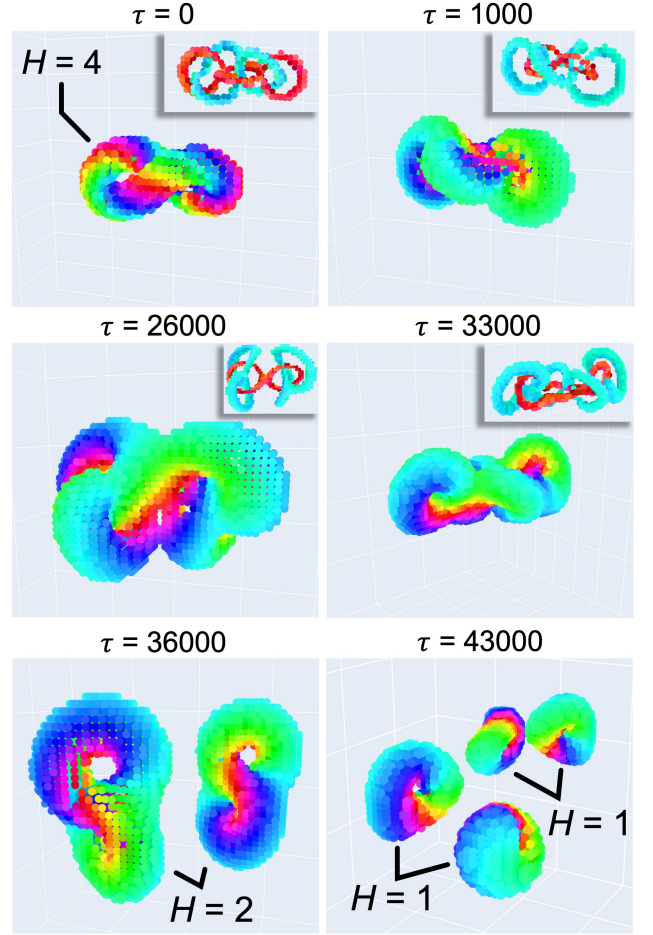 τ = 0
τ = 1000
H = 4
τ = 26000
τ = 33000
τ = 36000
τ = 43000
H = 2
H = 1
H = 1